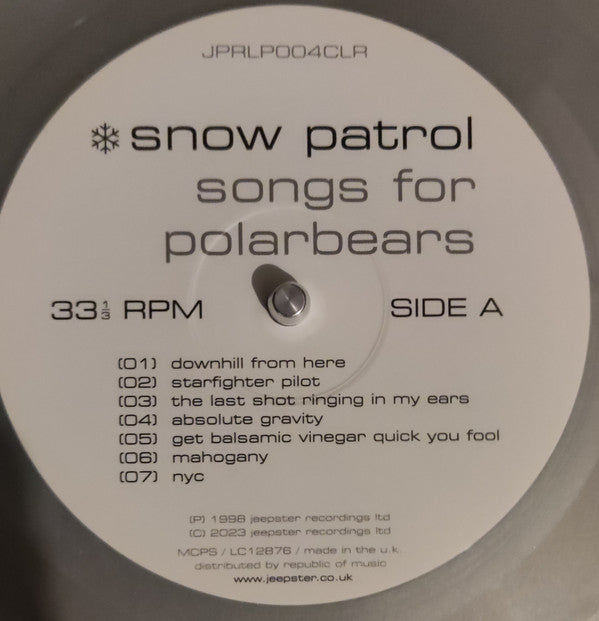 JPRLP004CLR
snow patrol
songs for
polarbears
33⅓ RPM
SIDE A
(01) downhill from here
(02) starfighter pilot
(03) the last shot ringing in my ears
(04) absolute gravity
(05) get balsamic vinegar quick you fool
(06) mahogany
(07) nyc
(P) 1998 jeepster recordings ltd
(C) 2023 jeepster recordings ltd
MCPS / LC12876 / made in the u.k.
distributed by republic of music
www.jeepster.co.uk